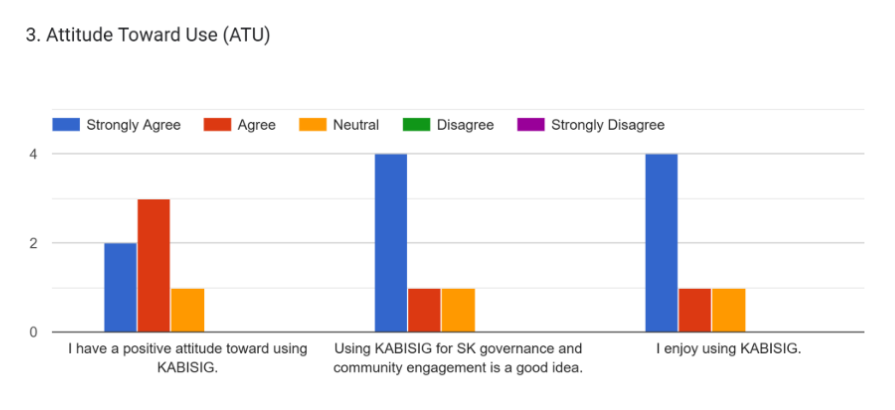 3. Attitude Toward Use (ATU)
Strongly Agree Agree Neutral Disagree Strongly Disagree
4
2
0
I have a positive attitude toward using
KABISIG.
Using KABISIG for SK governance and
community engagement is a good idea.
I enjoy using KABISIG.